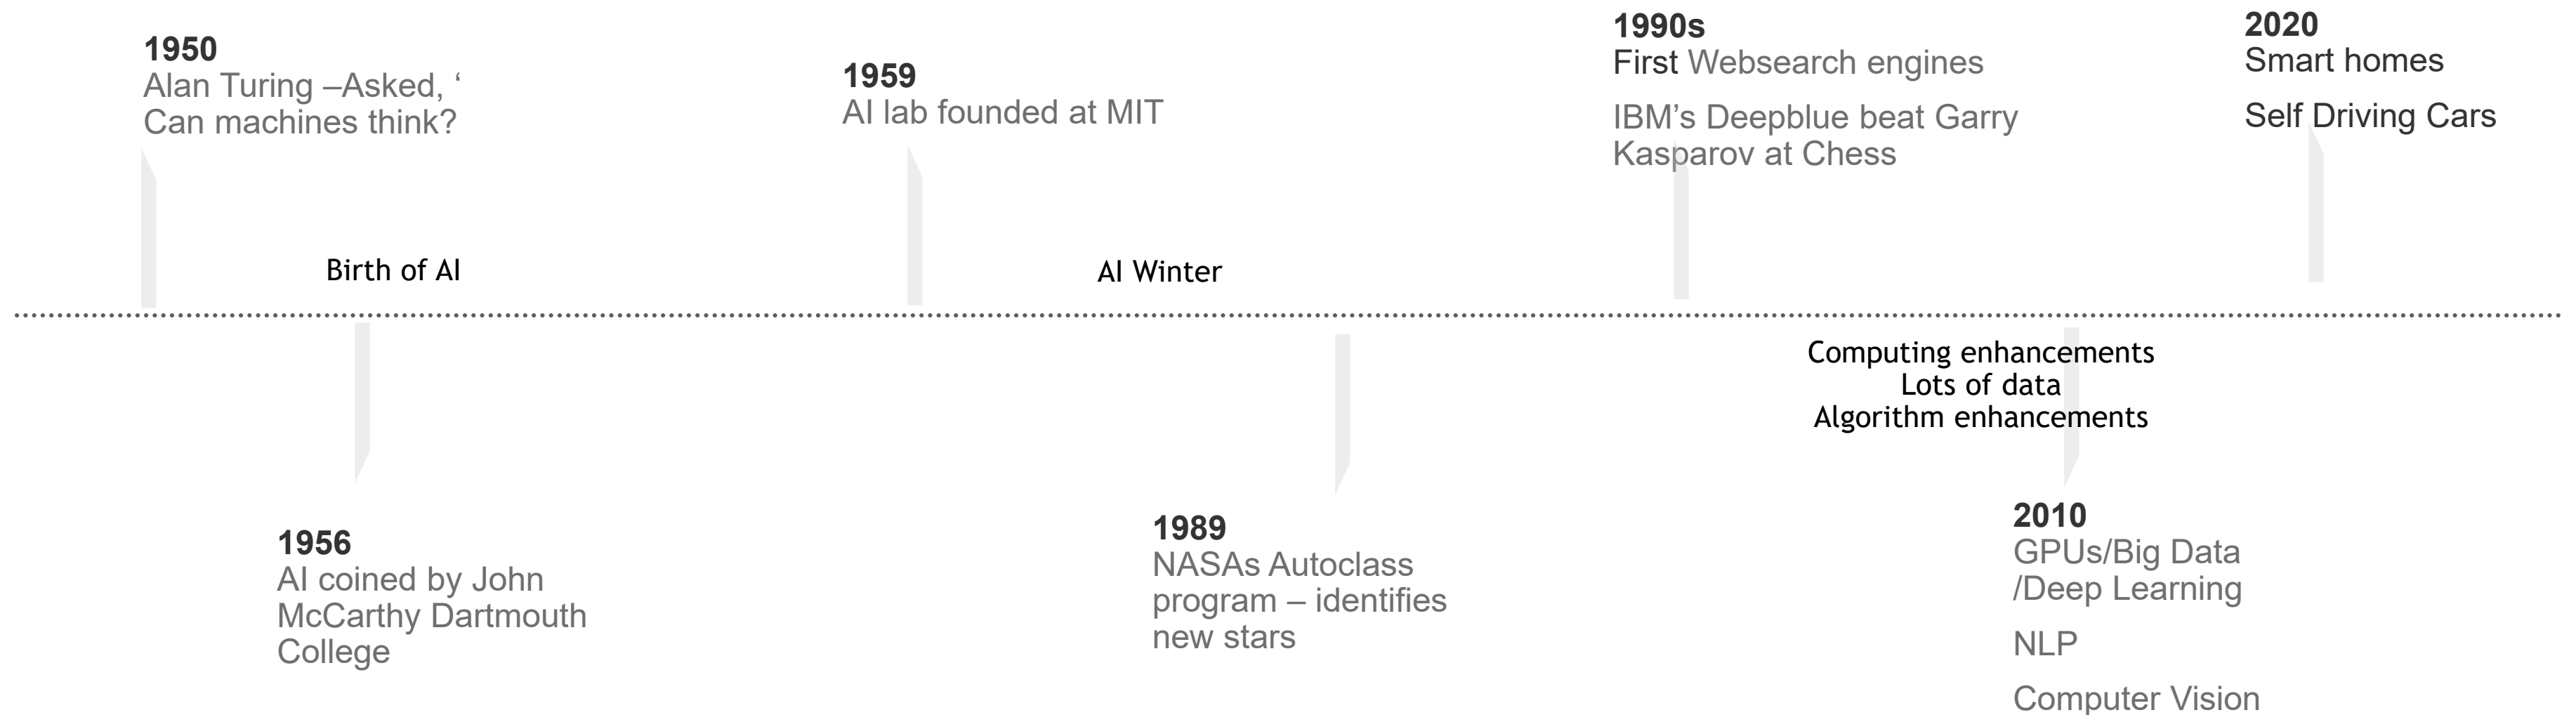 1950
Alan Turing –Asked, ‘
Can machines think?
1959
AI lab founded at MIT
1990s
First Websearch engines
IBM’s Deepblue beat Garry
Kasparov at Chess
2020
Smart homes
Self Driving Cars
Birth of AI
AI Winter
Computing enhancements
Lots of data
Algorithm enhancements
1956
AI coined by John
McCarthy Dartmouth
College
1989
NASAs Autoclass
program – identifies
new stars
2010
GPUs/Big Data
/Deep Learning
NLP
Computer Vision